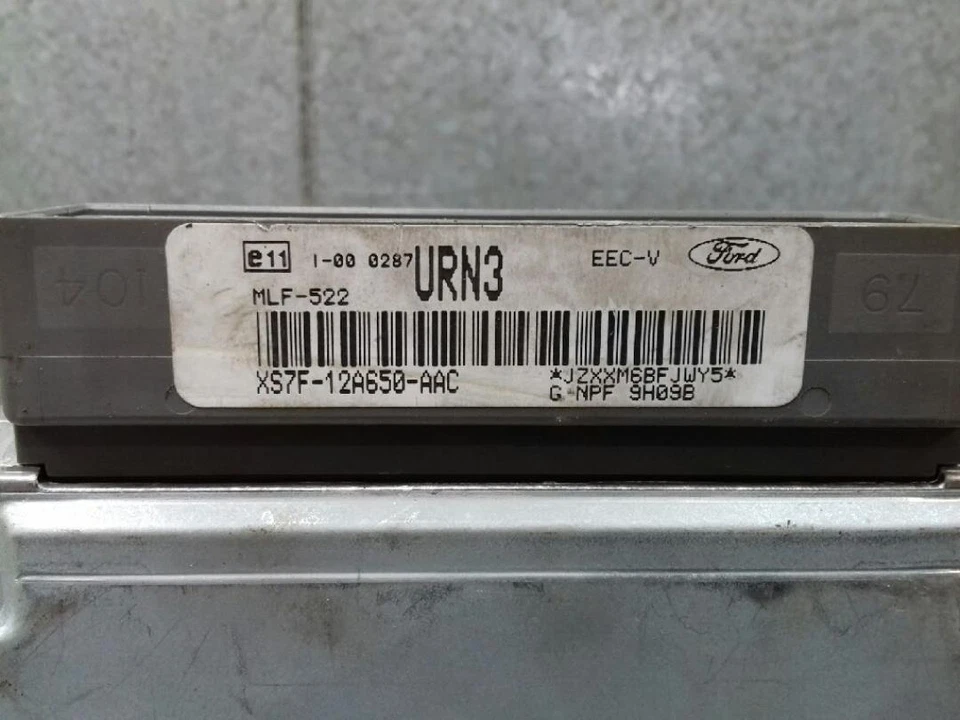 e11 1-00 0287 URN3 EEC-V Ford
MLF-522
104 79
XS7F-12A650-AAC *JZXXM6BFJWY5*
G NPF 9H09B